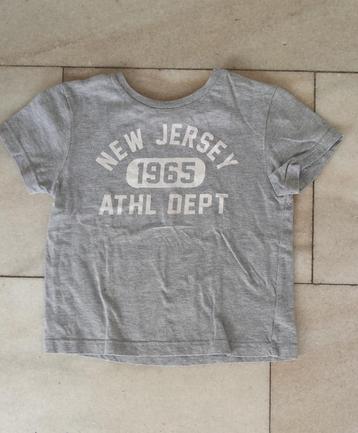 NEW JERSEY
1965
ATHL DEPT